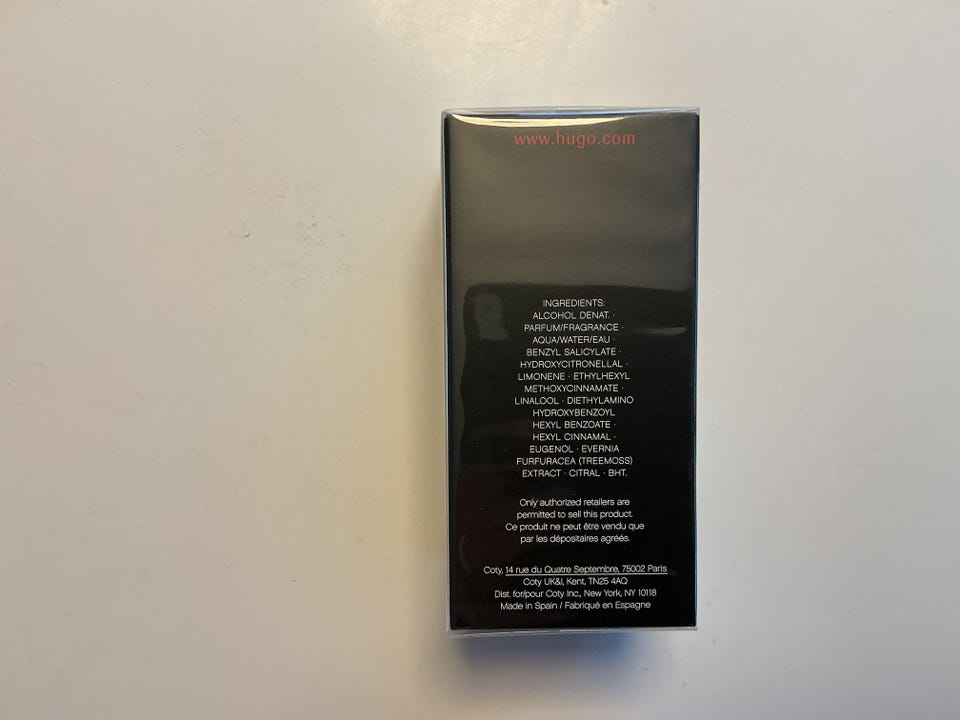 www.hugo.com
INGREDIENTS:
ALCOHOL DENAT. ·
PARFUM/FRAGRANCE ·
AQUA/WATER/EAU ·
BENZYL SALICYLATE ·
HYDROXYCITRONELLAL ·
LIMONENE · ETHYLHEXYL
METHOXYCINNAMATE ·
LINALOOL · DIETHYLAMINO
HYDROXYBENZOYL
HEXYL BENZOATE ·
HEXYL CINNAMAL ·
EUGENOL · EVERNIA
FURFURACEA (TREEMOSS)
EXTRACT · CITRAL · BHT.
Only authorized retailers are
permitted to sell this product.
Ce produit ne peut être vendu que
par les dépositaires agréés.
Coty, 14 rue du Quatre Septembre, 75002 Paris
Coty UK&I, Kent, TN25 4AQ
Dist. for/pour Coty Inc., New York, NY 10118
Made in Spain / Fabriqué en Espagne